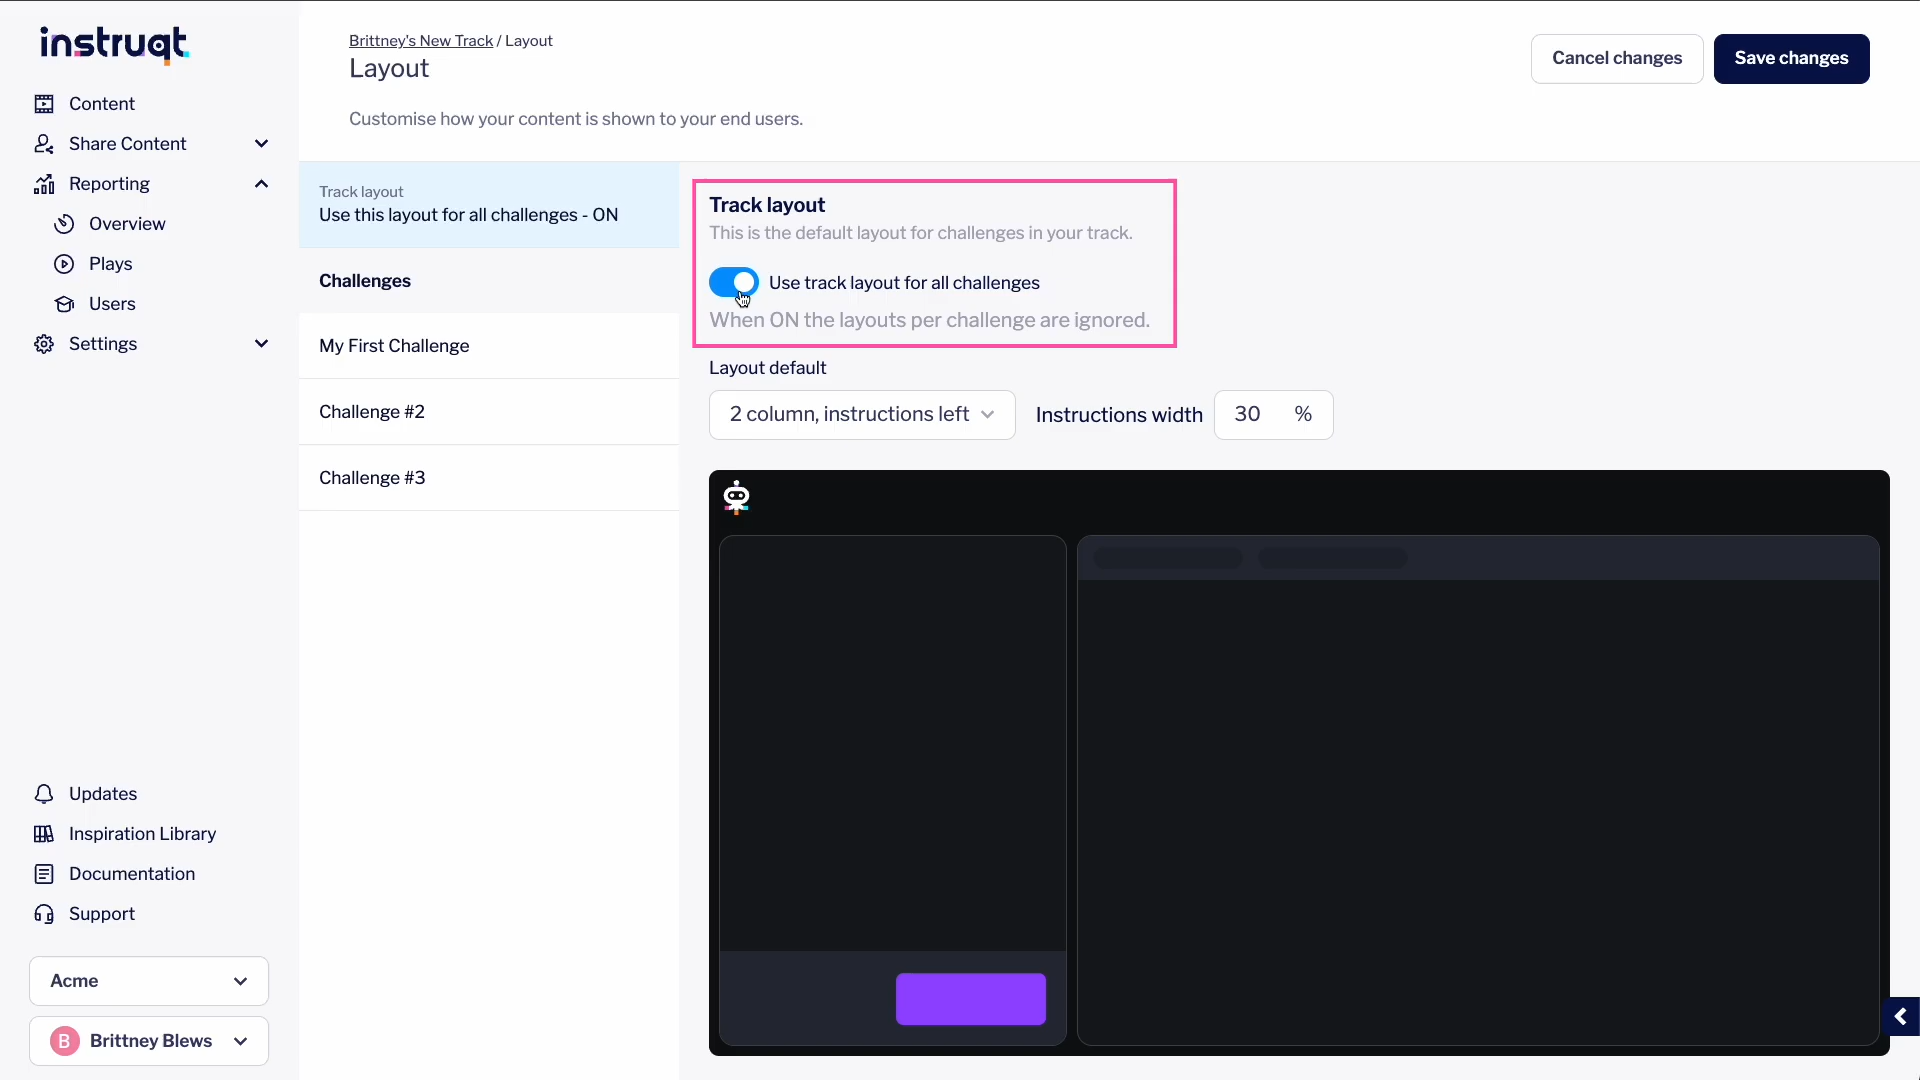 instruqt
Content
Share Content
Reporting
Overview
Plays
Users
Settings
Updates
Inspiration Library
Documentation
Support
Acme
B Brittney Blews
Brittney's New Track / Layout
Layout
Customise how your content is shown to your end users.
Cancel changes
Save changes
Track layout
Use this layout for all challenges - ON
Challenges
My First Challenge
Challenge #2
Challenge #3
Track layout
This is the default layout for challenges in your track.
Use track layout for all challenges
When ON the layouts per challenge are ignored.
Layout default
2 column, instructions left
Instructions width 30 %